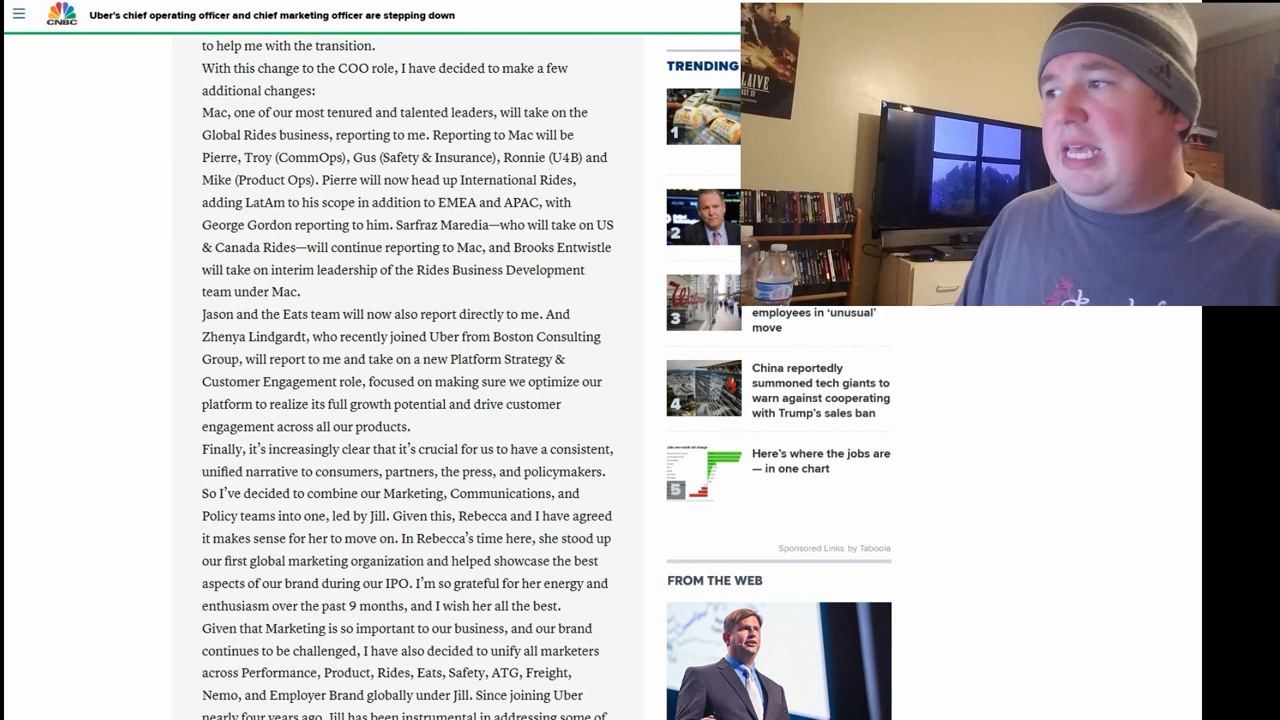 CNBC
Uber's chief operating officer and chief marketing officer are stepping down
to help me with the transition.
With this change to the COO role, I have decided to make a few
additional changes:
Mac, one of our most tenured and talented leaders, will take on the
Global Rides business, reporting to me. Reporting to Mac will be
Pierre, Troy (CommOps), Gus (Safety & Insurance), Ronnie (U4B) and
Mike (Product Ops). Pierre will now head up International Rides,
adding LatAm to his scope in addition to EMEA and APAC, with
George Gordon reporting to him. Sarfraz Maredia—who will take on US
& Canada Rides—will continue reporting to Mac, and Brooks Entwistle
will take on interim leadership of the Rides Business Development
team under Mac.
Jason and the Eats team will now also report directly to me. And
Zhenya Lindgardt, who recently joined Uber from Boston Consulting
Group, will report to me and take on a new Platform Strategy &
Customer Engagement role, focused on making sure we optimize our
platform to realize its full growth potential and drive customer
engagement across all our products.
Finally, it's increasingly clear that it's crucial for us to have a consistent,
unified narrative to consumers, partners, the press, and policymakers.
So I've decided to combine our Marketing, Communications, and
Policy teams into one, led by Jill. Given this, Rebecca and I have agreed
it makes sense for her to move on. In Rebecca's time here, she stood up
our first global marketing organization and helped showcase the best
aspects of our brand during our IPO. I'm so grateful for her energy and
enthusiasm over the past 9 months, and I wish her all the best.
Given that Marketing is so important to our business, and our brand
continues to be challenged, I have also decided to unify all marketers
across Performance, Product, Rides, Eats, Safety, ATG, Freight,
Nemo, and Employer Brand globally under Jill. Since joining Uber
nearly four years ago, Jill has been instrumental in addressing some of
TRENDING
1
2
3
employees in ‘unusual’
move
4
China reportedly
summoned tech giants to
warn against cooperating
with Trump's sales ban
5
Here's where the jobs are
— in one chart
Sponsored Links by Taboola
FROM THE WEB
LAIVE